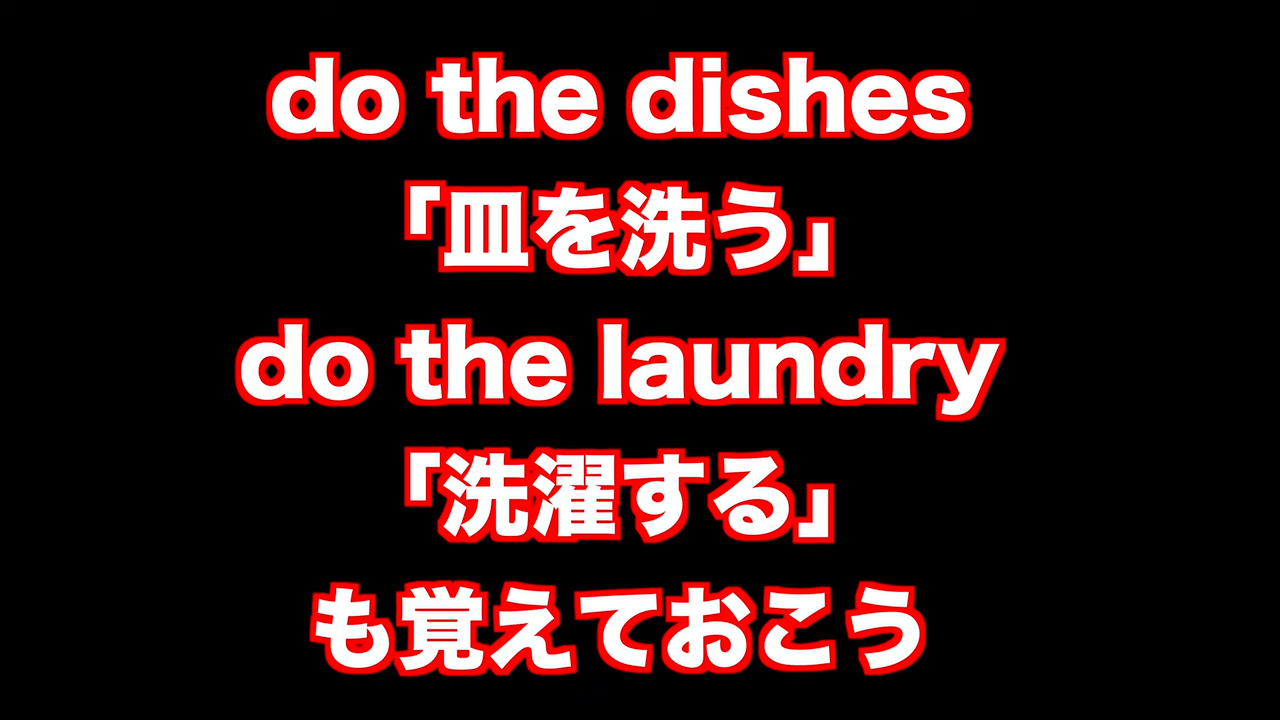 do the dishes
「皿を洗う」
do the laundry
「洗濯する」
も覚えておこう